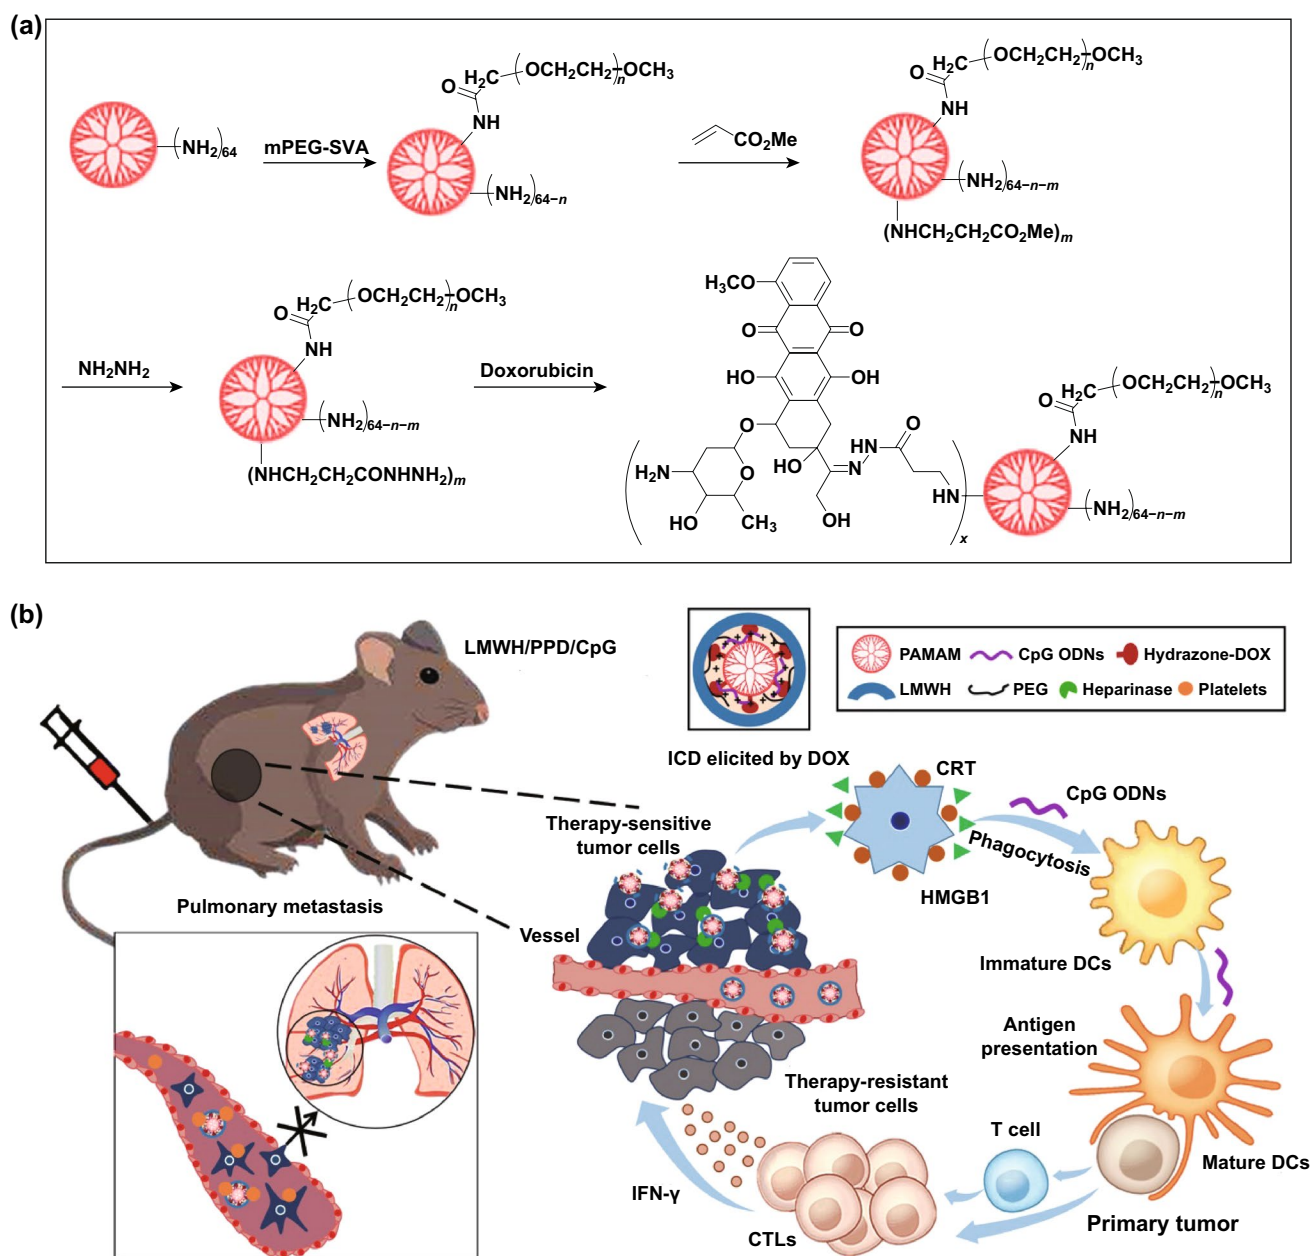 (a)
H₂C(OCH₂CH₂)ₙOCH₃
O
NH
(NH₂)₆₄
mPEG-SVA
(NH₂)₆₄₋ₙ
CO₂Me
H₂C(OCH₂CH₂)ₙOCH₃
O
NH
(NH₂)₆₄₋ₙ₋ₘ
(NHCH₂CH₂CO₂Me)ₘ
NH₂NH₂
H₂C(OCH₂CH₂)ₙOCH₃
O
NH
(NH₂)₆₄₋ₙ₋ₘ
(NHCH₂CH₂CONHNH₂)ₘ
Doxorubicin
H₃CO
O
O
HO
OH
O
HO
N
HN
O
H₂N
O
HO
CH₃
OH
HN
x
H₂C(OCH₂CH₂)ₙOCH₃
O
NH
(NH₂)₆₄₋ₙ₋ₘ
(b)
LMWH/PPD/CpG
PAMAM
CpG ODNs
Hydrazone-DOX
LMWH
PEG
Heparinase
Platelets
ICD elicited by DOX
CRT
CpG ODNs
Phagocytosis
HMGB1
Therapy-sensitive
tumor cells
Pulmonary metastasis
Vessel
Immature DCs
Antigen
presentation
Therapy-resistant
tumor cells
T cell
Mature DCs
IFN-γ
CTLs
Primary tumor